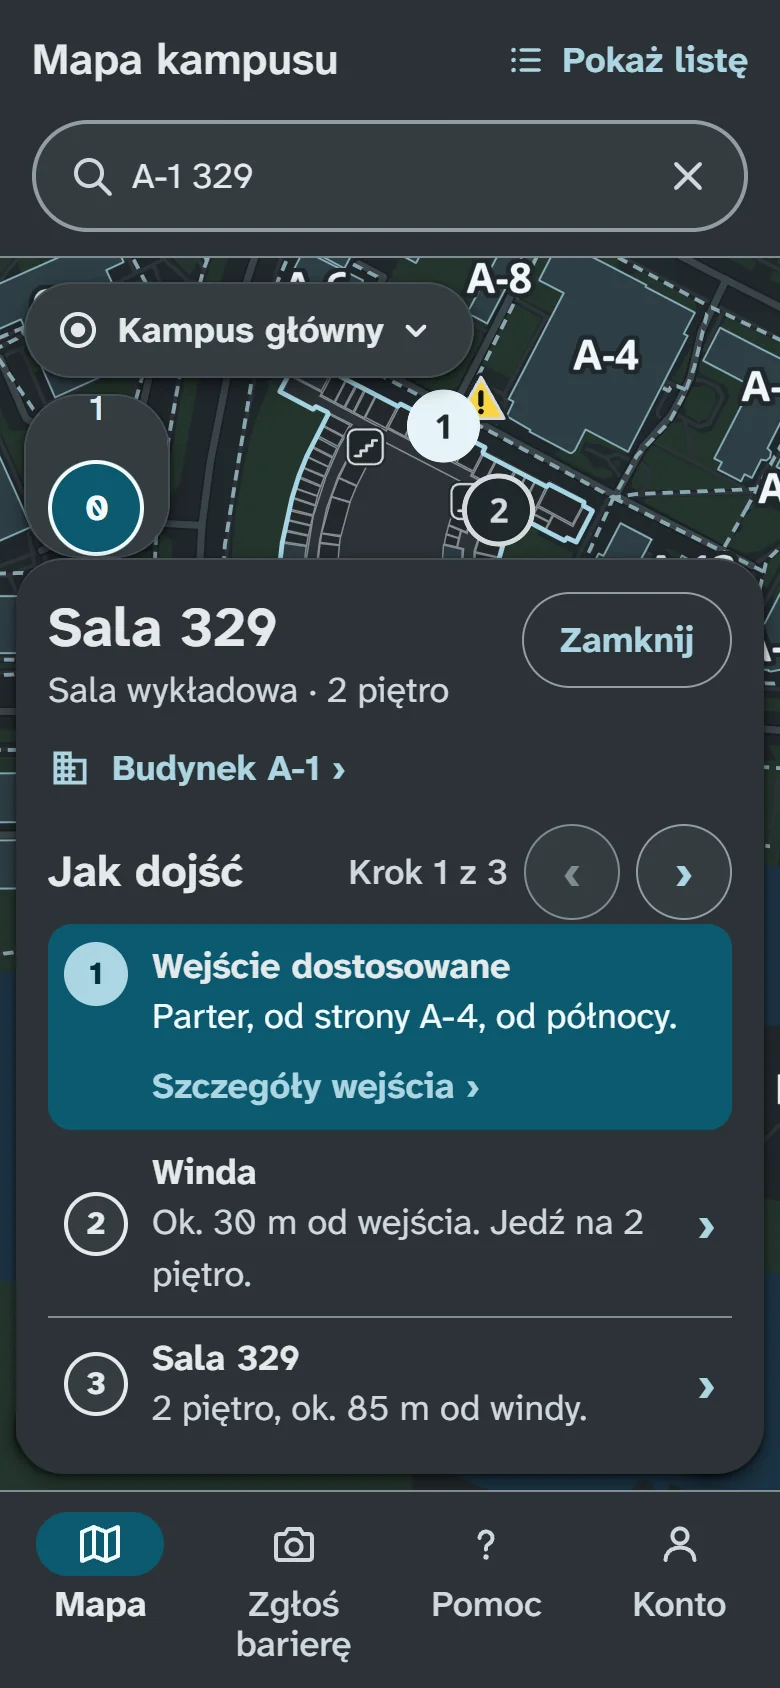 Mapa kampusu
Pokaż listę
A-1 329
A-8
Kampus główny
A-4
1
1
0
2
Sala 329
Zamknij
Sala wykładowa · 2 piętro
Budynek A-1 ›
Jak dojść
Krok 1 z 3
‹
›
1
Wejście dostosowane
Parter, od strony A-4, od północy.
Szczegóły wejścia ›
Winda
2
Ok. 30 m od wejścia. Jedź na 2
piętro.
›
Sala 329
3
2 piętro, ok. 85 m od windy.
›
Mapa
Zgłoś
barierę
?
Pomoc
Konto